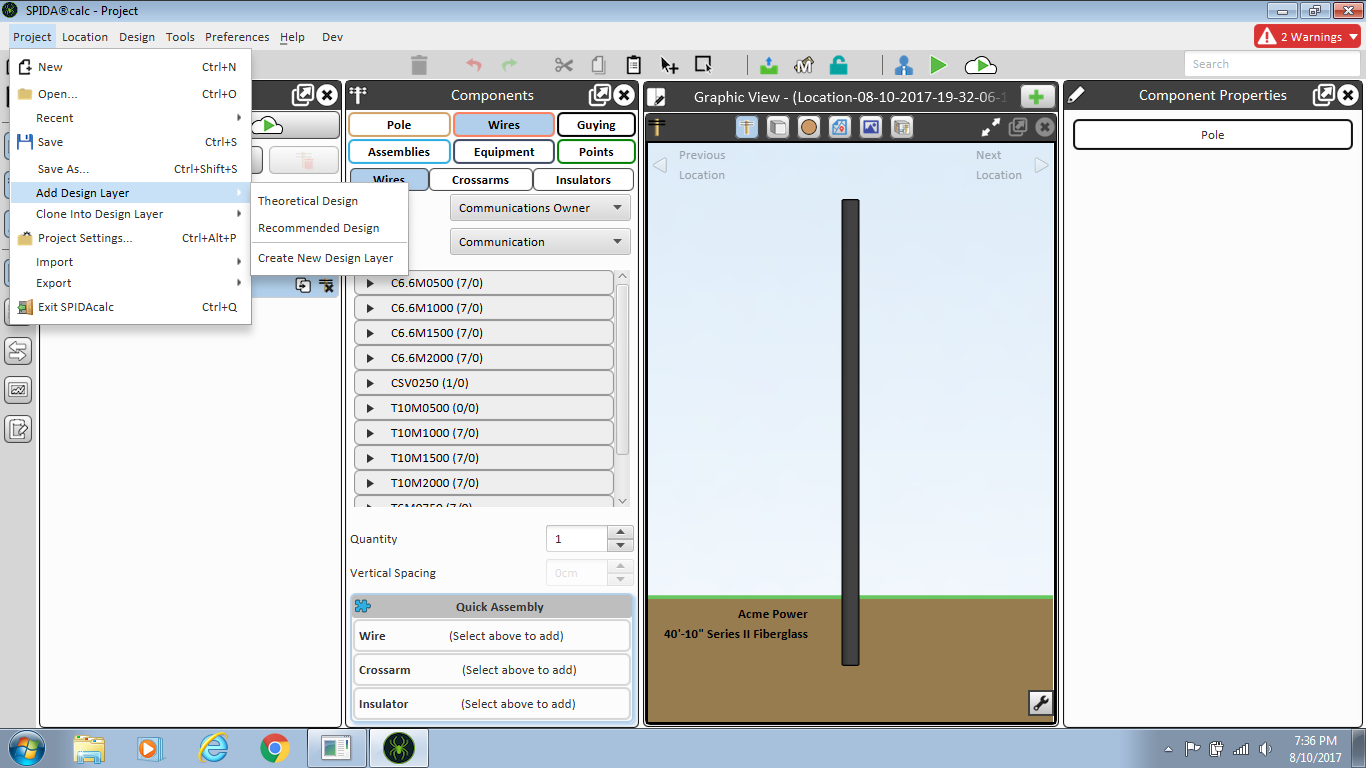 SPIDA®calc - Project
Project Location Design Tools Preferences Help Dev
2 Warnings
Search
New Ctrl+N
Open... Ctrl+O
Recent
Save Ctrl+S
Save As... Ctrl+Shift+S
Add Design Layer
Clone Into Design Layer
Project Settings... Ctrl+Alt+P
Import
Export
Exit SPIDAcalc Ctrl+Q
Theoretical Design
Recommended Design
Create New Design Layer
Components
Pole Wires Guying
Assemblies Equipment Points
Wires Crossarms Insulators
Communications Owner
Communication
C6.6M0500 (7/0)
C6.6M1000 (7/0)
C6.6M1500 (7/0)
C6.6M2000 (7/0)
CSV0250 (1/0)
T10M0500 (0/0)
T10M1000 (7/0)
T10M1500 (7/0)
T10M2000 (7/0)
T6M0750 (7/0)
Quantity 1
Vertical Spacing 0cm
Quick Assembly
Wire (Select above to add)
Crossarm (Select above to add)
Insulator (Select above to add)
Graphic View - (Location-08-10-2017-19-32-06-1
Previous
Location
Next
Location
Acme Power
40'-10" Series II Fiberglass
Component Properties
Pole
7:36 PM
8/10/2017